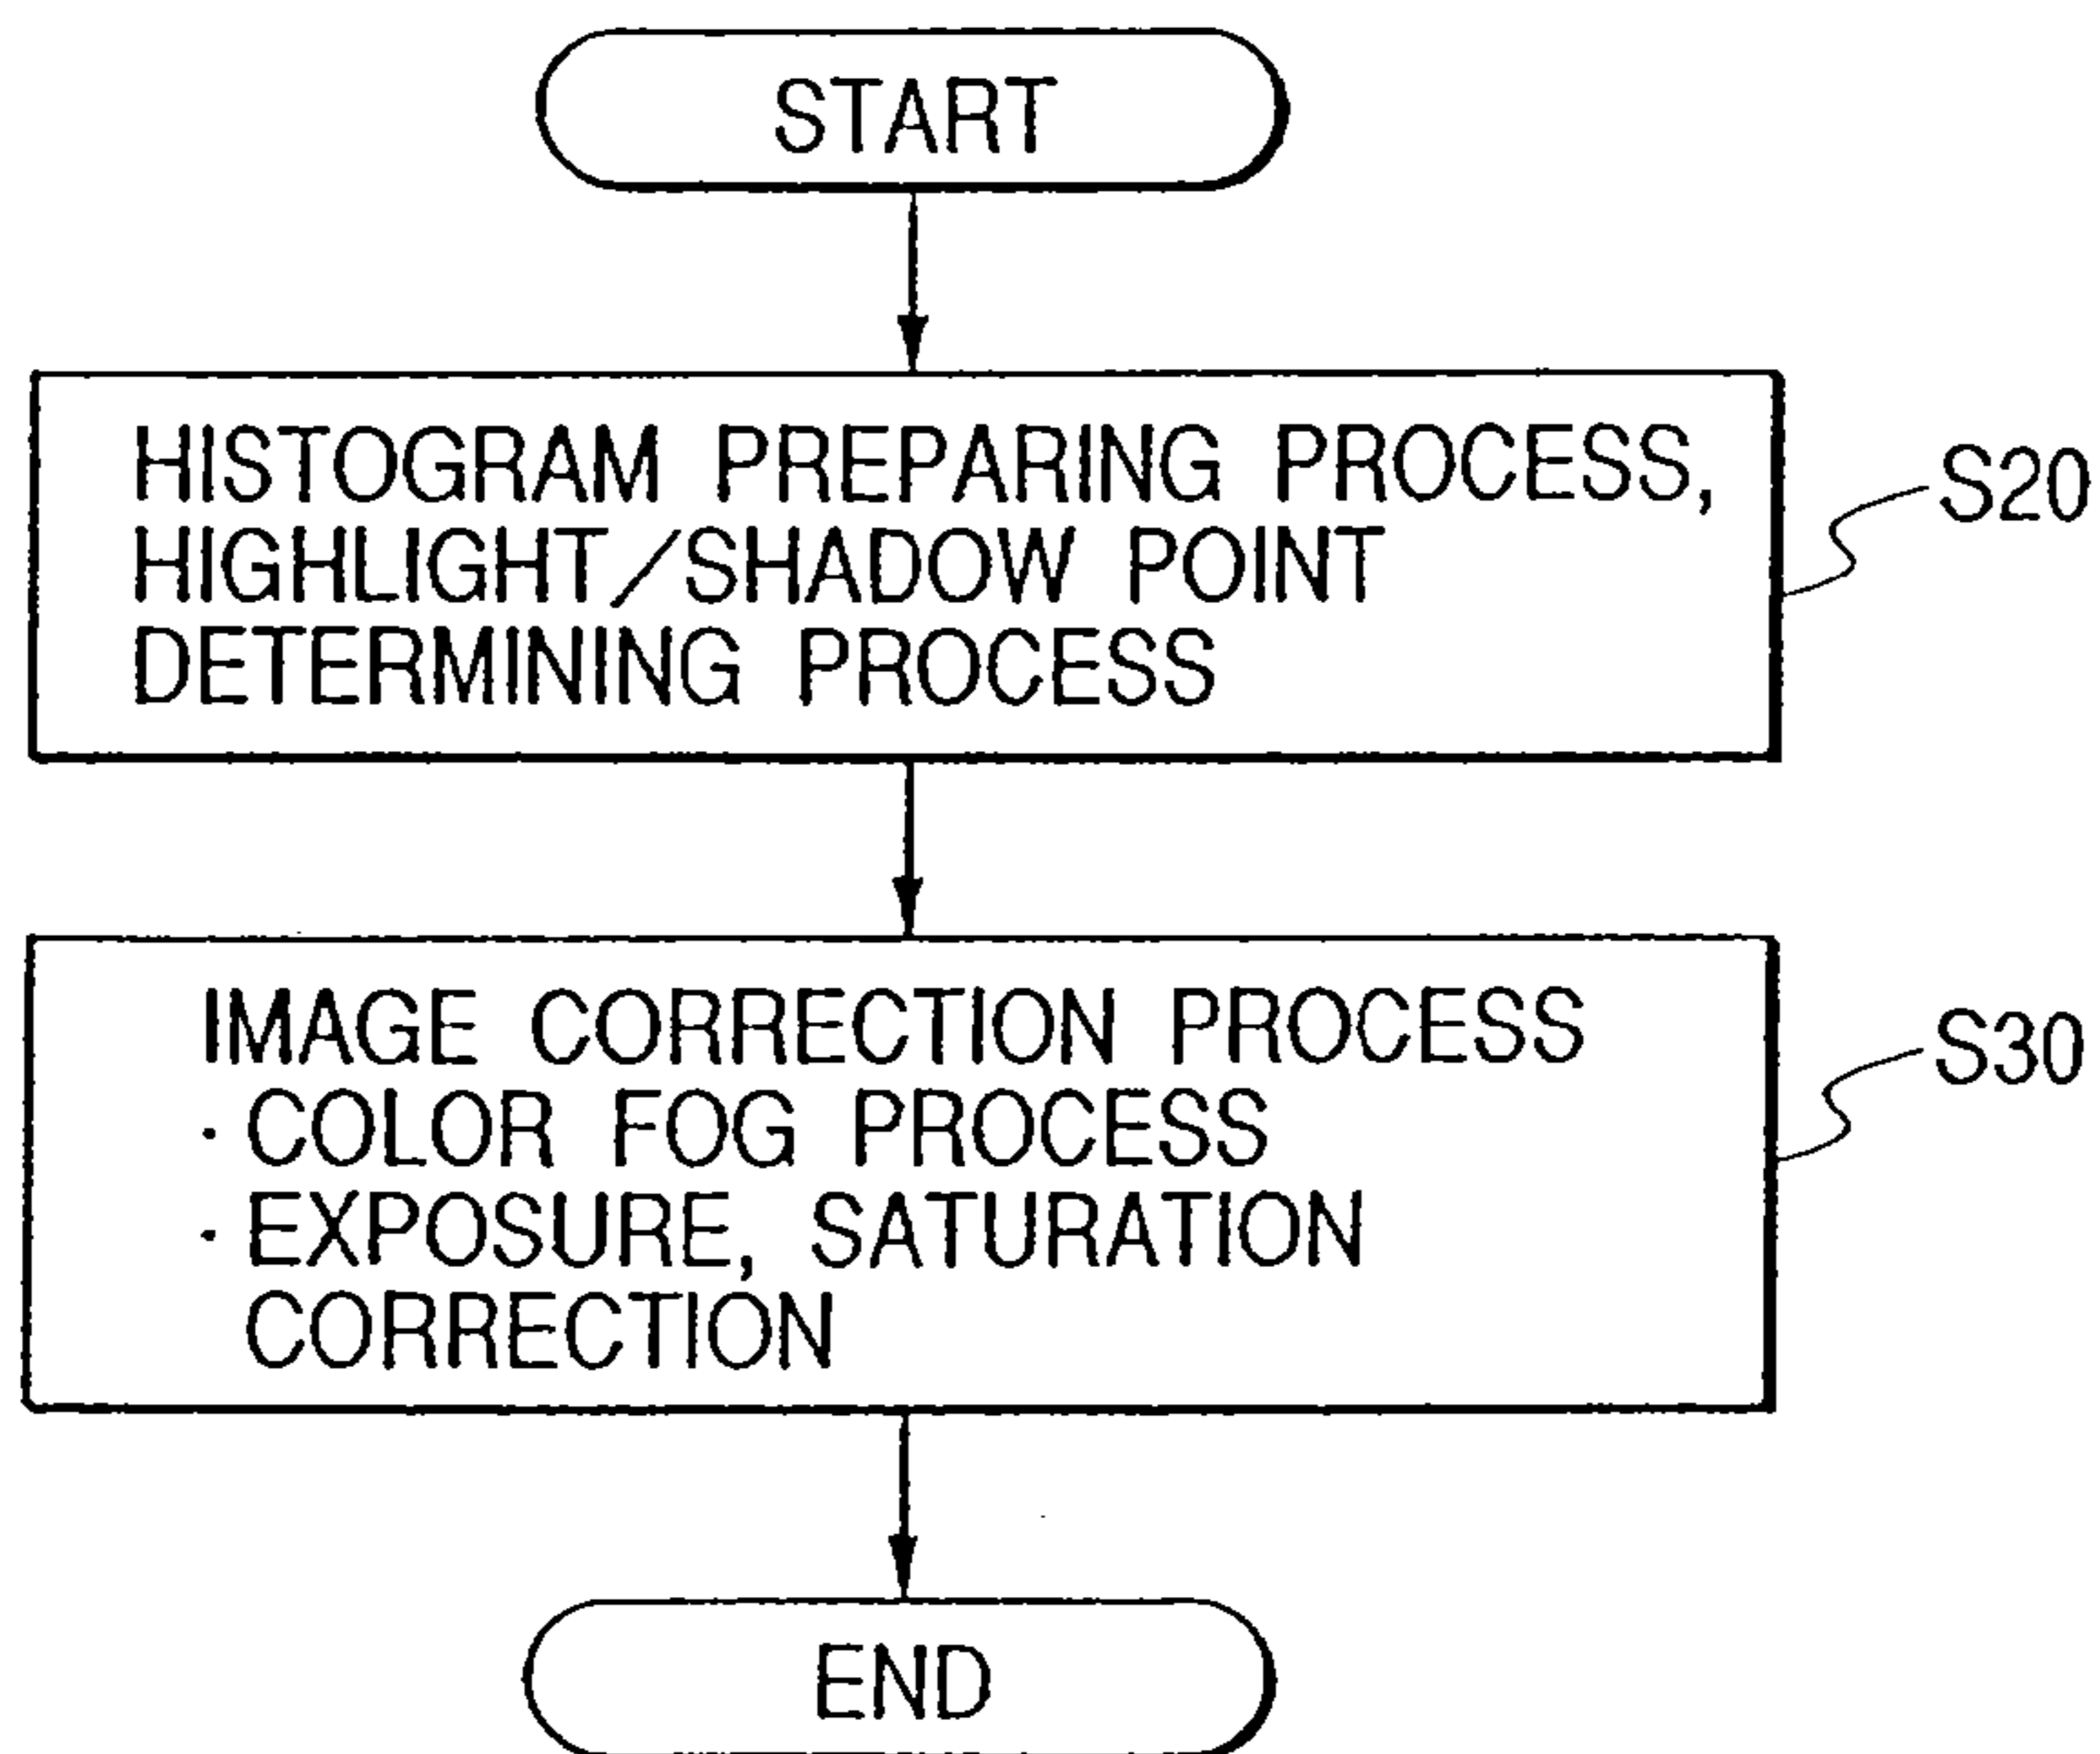 START
HISTOGRAM PREPARING PROCESS,
HIGHLIGHT/SHADOW POINT
DETERMINING PROCESS
S20
IMAGE CORRECTION PROCESS
· COLOR FOG PROCESS
· EXPOSURE, SATURATION
CORRECTION
S30
END